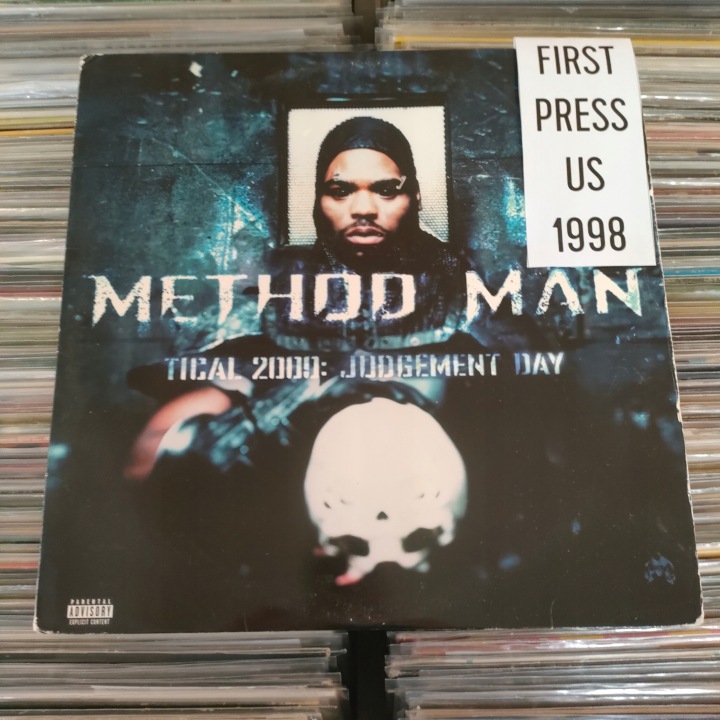 FIRST
PRESS
US
1998
METHOD MAN
TICAL 2000: JUDGEMENT DAY
PARENTAL
ADVISORY
EXPLICIT CONTENT